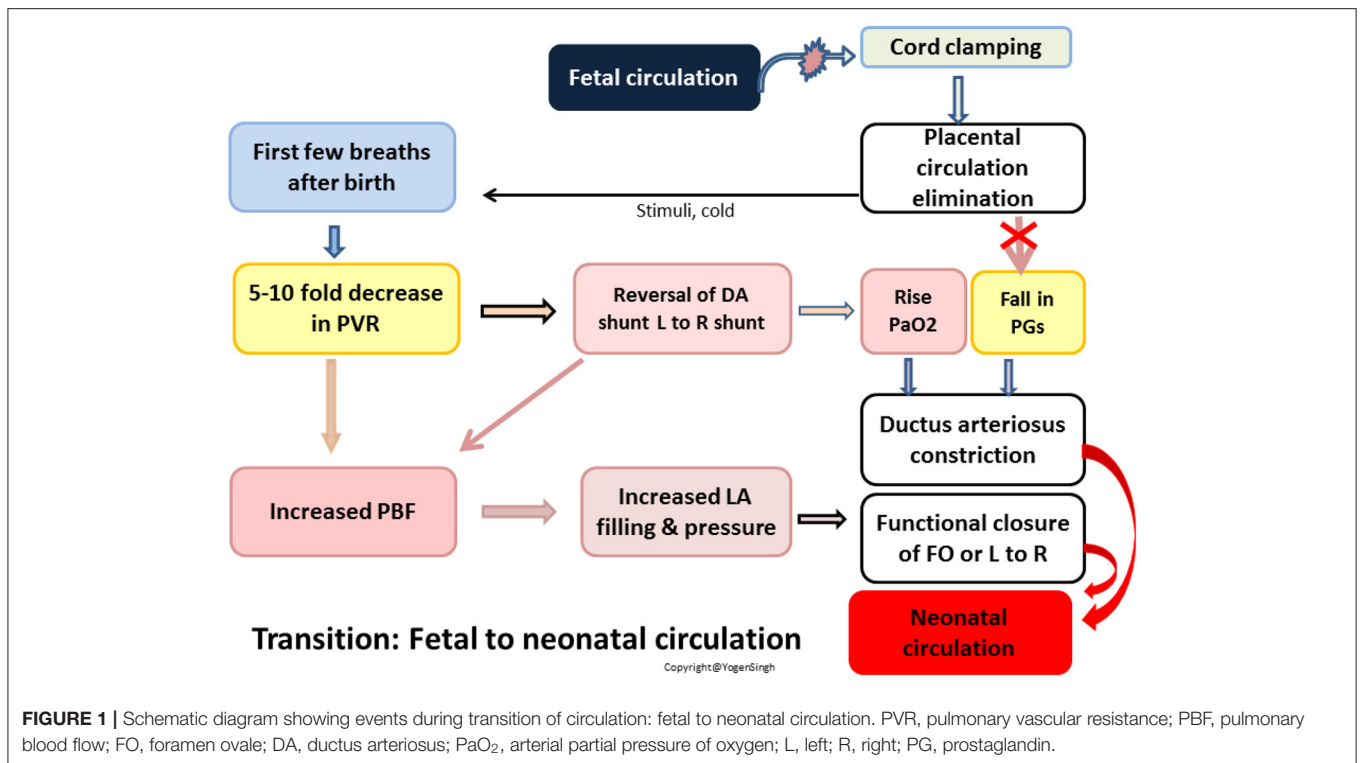 Fetal circulation
Cord clamping
First few breaths
after birth
Placental
circulation
elimination
Stimuli, cold
5-10 fold decrease
in PVR
Reversal of DA
shunt L to R shunt
Rise
PaO2
Fall in
PGs
Ductus arteriosus
constriction
Increased PBF
Increased LA
filling & pressure
Functional closure
of FO or L to R
Neonatal
circulation
Transition: Fetal to neonatal circulation
Copyright@YogenSingh
FIGURE 1 | Schematic diagram showing events during transition of circulation: fetal to neonatal circulation. PVR, pulmonary vascular resistance; PBF, pulmonary
blood flow; FO, foramen ovale; DA, ductus arteriosus; PaO₂, arterial partial pressure of oxygen; L, left; R, right; PG, prostaglandin.